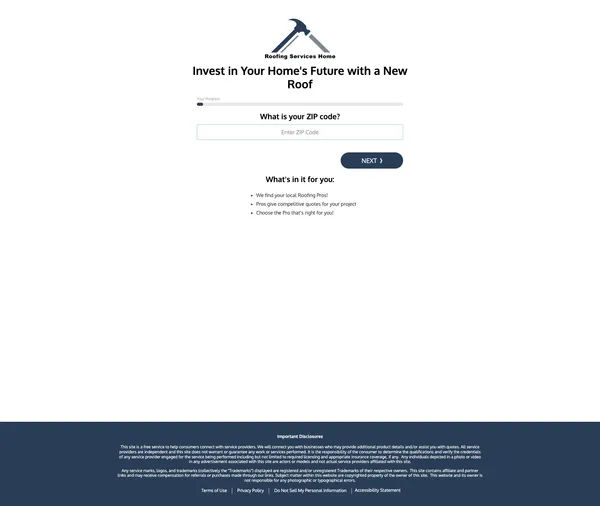 Roofing Services Home
Invest in Your Home's Future with a New
Roof
Your Progress
What is your ZIP code?
Enter ZIP Code
NEXT ❯
What's in it for you:
• We find your local Roofing Pros!
• Pros give competitive quotes for your project
• Choose the Pro that's right for you!
Important Disclosures
This site is a free service to help consumers connect with service providers. We will connect you with businesses who may provide additional product details and/or assist you with quotes. All service
providers are independent and this site does not warrant or guarantee any work or services performed. It is the responsibility of the consumer to determine the qualifications and verify the credentials
of any service provider engaged for the service being performed including but not limited to required licensing and appropriate insurance coverage, if any. Any individuals depicted in a photo or video
in any advertisement associated with this site are actors or models and not actual service providers affiliated with this site.
Any service marks, logos, and trademarks (collectively the "Trademarks") displayed are registered and/or unregistered Trademarks of their respective owners. This site contains affiliate and partner
links and may receive compensation for referrals or purchases made through our links. Subject matter within this website are copyrighted property of the owner of this site. This website and its owner is
not responsible for any photographic or typographical errors.
Terms of Use | Privacy Policy | Do Not Sell My Personal Information | Accessibility Statement